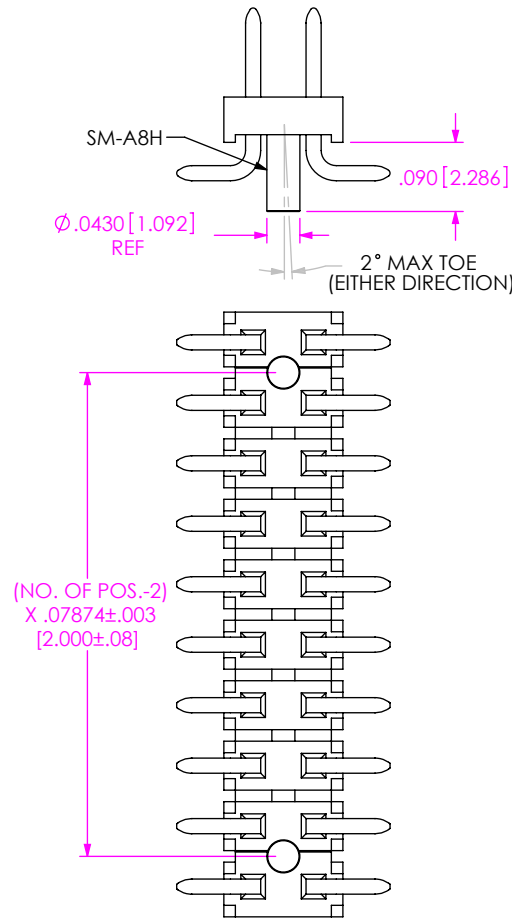 SM-A8H
.090 [2.286]
Ø.0430 [1.092]
REF
2° MAX TOE
(EITHER DIRECTION)
(NO. OF POS.-2)
X .07874±.003
[2.000±.08]